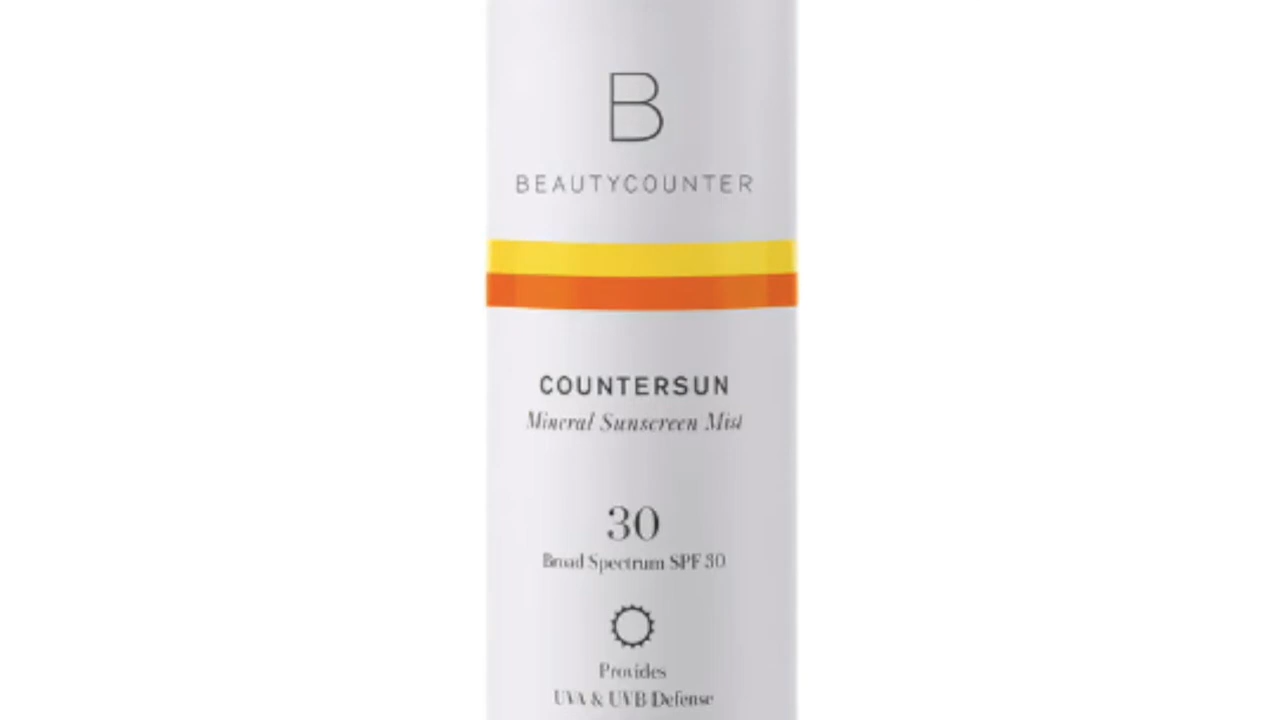 B
BEAUTYCOUNTER
COUNTERSUN
Mineral Sunscreen Mist
30
Broad Spectrum SPF 30
Provides
UVA & UVB Defense